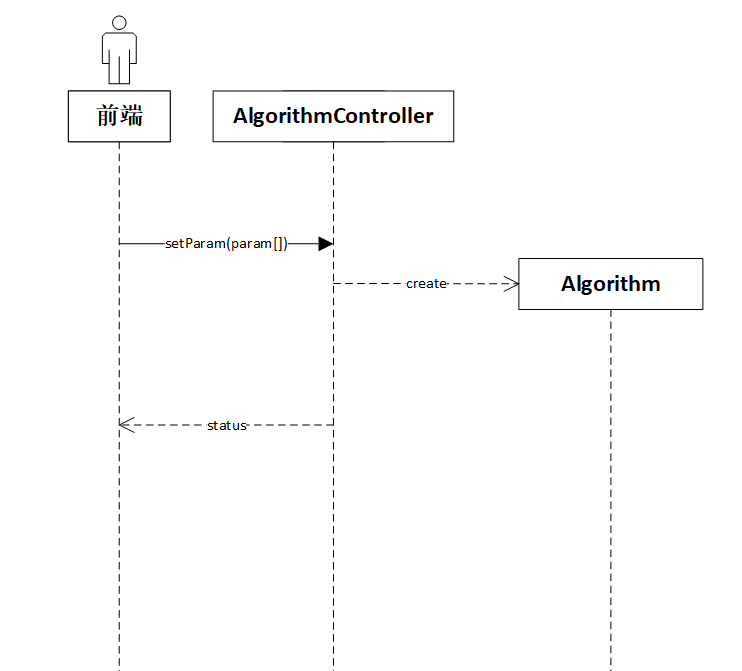 前端
AlgorithmController
setParam(param[])
create
Algorithm
status